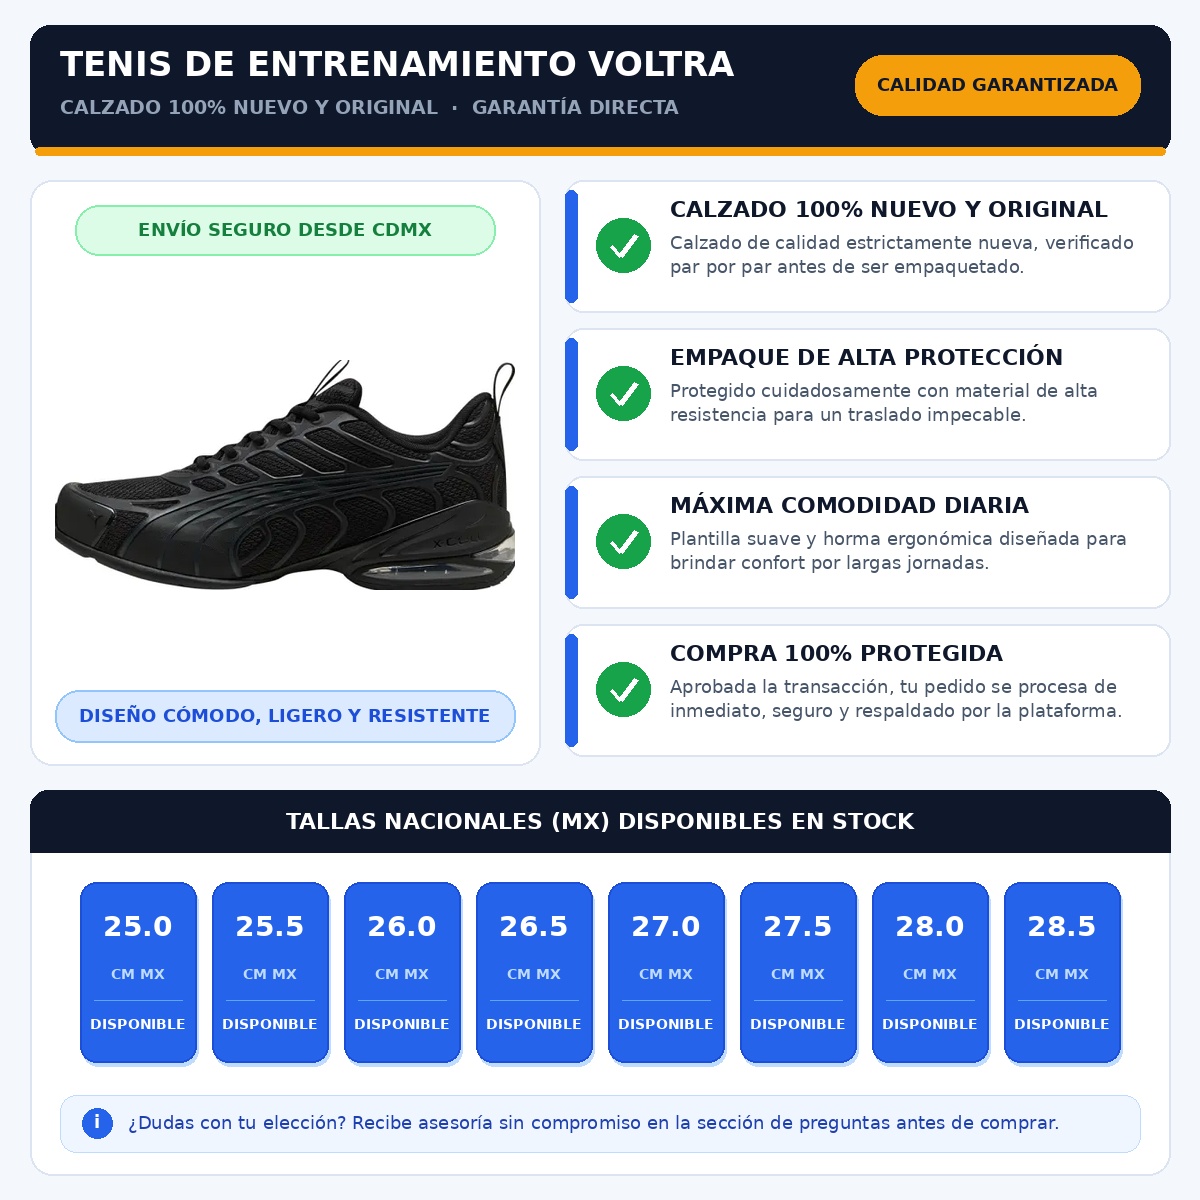 TENIS DE ENTRENAMIENTO VOLTRA
CALZADO 100% NUEVO Y ORIGINAL · GARANTÍA DIRECTA
CALIDAD GARANTIZADA
ENVÍO SEGURO DESDE CDMX
DISEÑO CÓMODO, LIGERO Y RESISTENTE
CALZADO 100% NUEVO Y ORIGINAL
Calzado de calidad estrictamente nueva, verificado
par por par antes de ser empaquetado.
EMPAQUE DE ALTA PROTECCIÓN
Protegido cuidadosamente con material de alta
resistencia para un traslado impecable.
MÁXIMA COMODIDAD DIARIA
Plantilla suave y horma ergonómica diseñada para
brindar confort por largas jornadas.
COMPRA 100% PROTEGIDA
Aprobada la transacción, tu pedido se procesa de
inmediato, seguro y respaldado por la plataforma.
TALLAS NACIONALES (MX) DISPONIBLES EN STOCK
25.0 25.5 26.0 26.5 27.0 27.5 28.0 28.5
CM MX CM MX CM MX CM MX CM MX CM MX CM MX CM MX
DISPONIBLE DISPONIBLE DISPONIBLE DISPONIBLE DISPONIBLE DISPONIBLE DISPONIBLE DISPONIBLE
i ¿Dudas con tu elección? Recibe asesoría sin compromiso en la sección de preguntas antes de comprar.